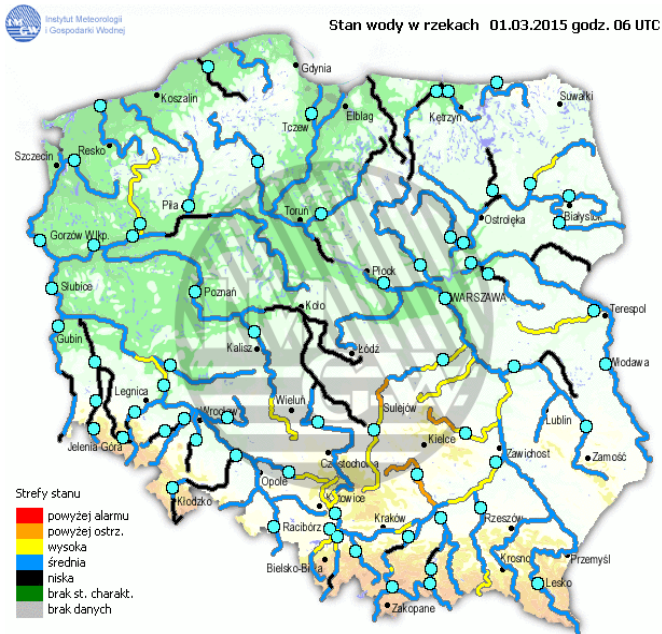 IMGW
Instytut Meteorologii
i Gospodarki Wodnej
Stan wody w rzekach 01.03.2015 godz. 06 UTC
Gdynia
Koszalin
Suwałki
Tczew
Elbląg
Kętrzyn
Szczecin
Resko
Piła
Toruń
Ostrołęka
Białystok
Gorzów Wlkp.
Płock
Słubice
Poznań
Koło
WARSZAWA
Terespol
Gubin
Kalisz
Łódź
Włodawa
Legnica
Wieluń
Sulejów
Wrocław
Lublin
Jelenia Góra
Kielce
Zawichost
Zamość
Częstochowa
Opole
Kłodzko
Katowice
Racibórz
Kraków
Rzeszów
Bielsko-Biała
Krosno
Przemyśl
Lesko
Zakopane
Strefy stanu
powyżej alarmu
powyżej ostrz.
wysoka
średnia
niska
brak st. charakt.
brak danych